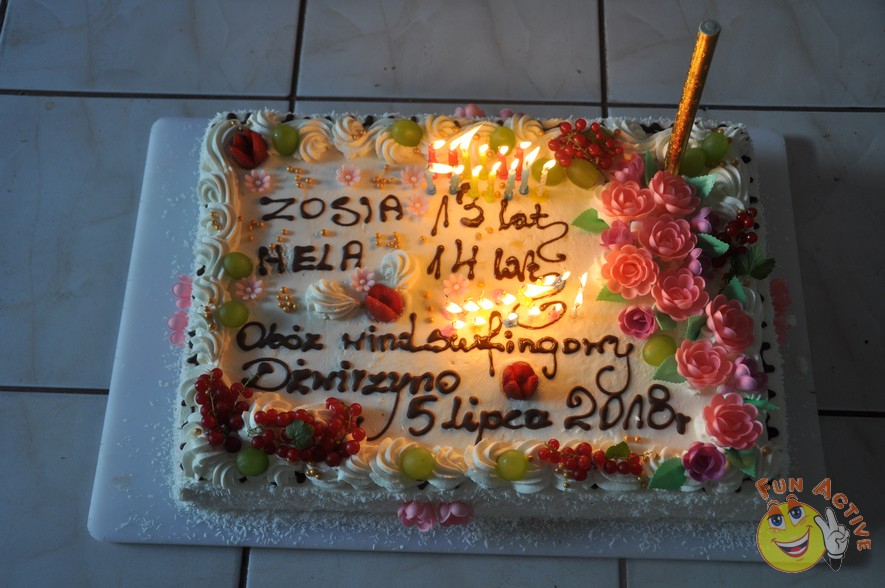 ZOSIA 13 lat
HELA 14 lat
Obóz windsurfingowy
Dźwirzyno
5 Lipca 2018r
FUN ACTIVE